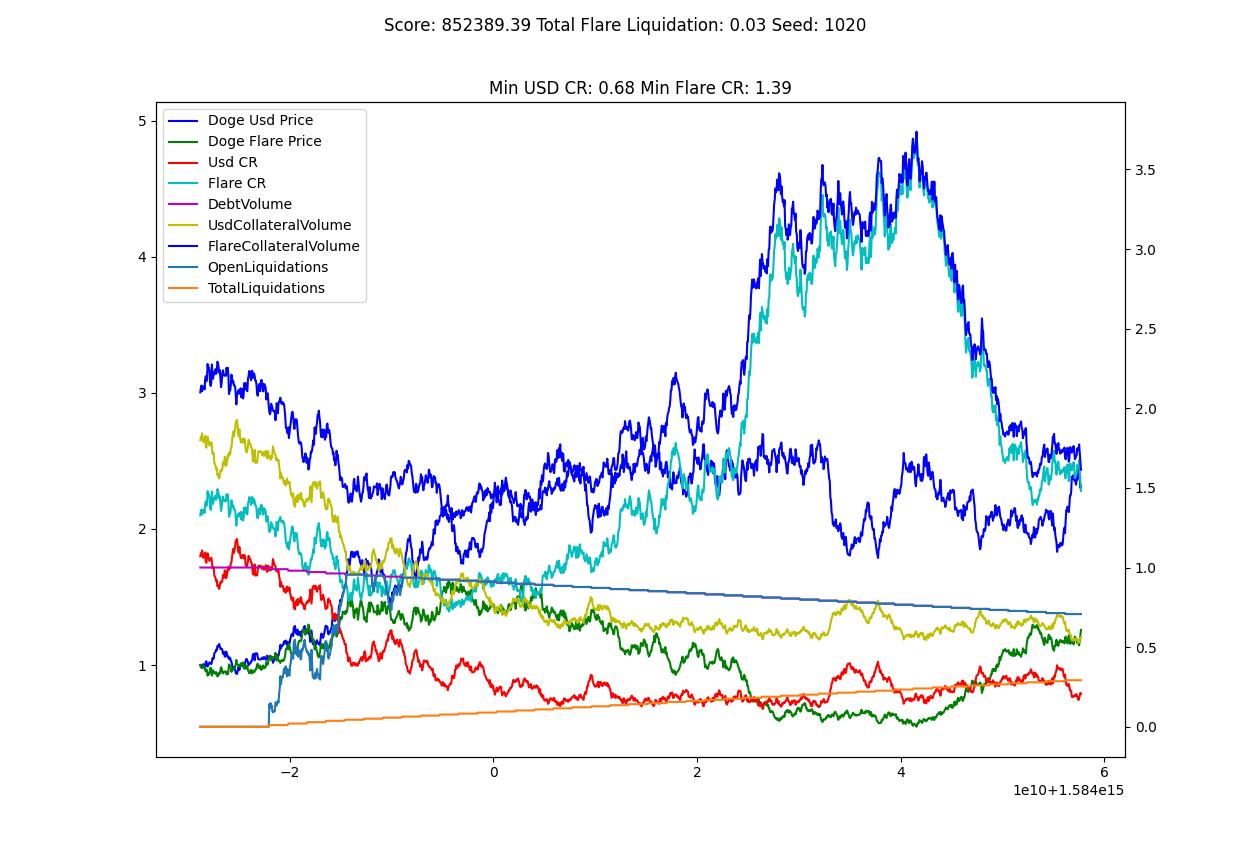 Score: 852389.39 Total Flare Liquidation: 0.03 Seed: 1020
Min USD CR: 0.68 Min Flare CR: 1.39
Doge Usd Price
Doge Flare Price
Usd CR
Flare CR
DebtVolume
UsdCollateralVolume
FlareCollateralVolume
OpenLiquidations
TotalLiquidations
5
4
3
2
1
3.5
3.0
2.5
2.0
1.5
1.0
0.5
0.0
−2 0 2 4 6
1e10+1.584e15